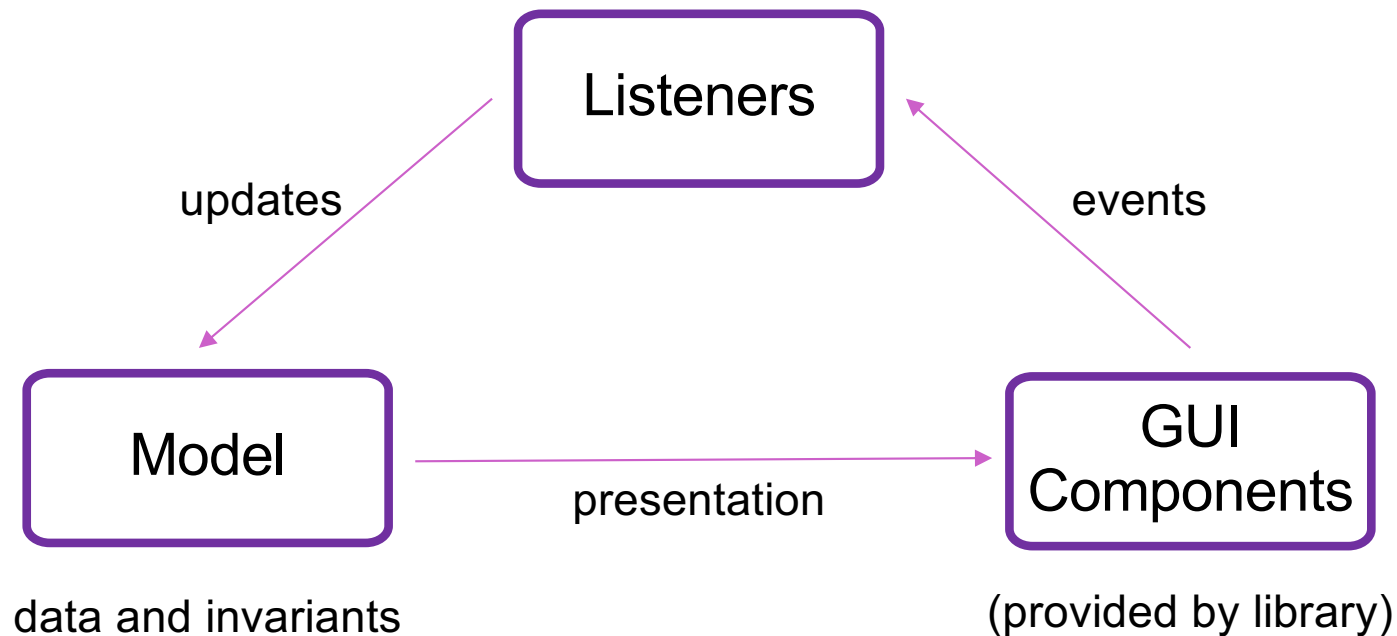 Listeners
updates
events
Model
GUI
Components
presentation
data and invariants
(provided by library)